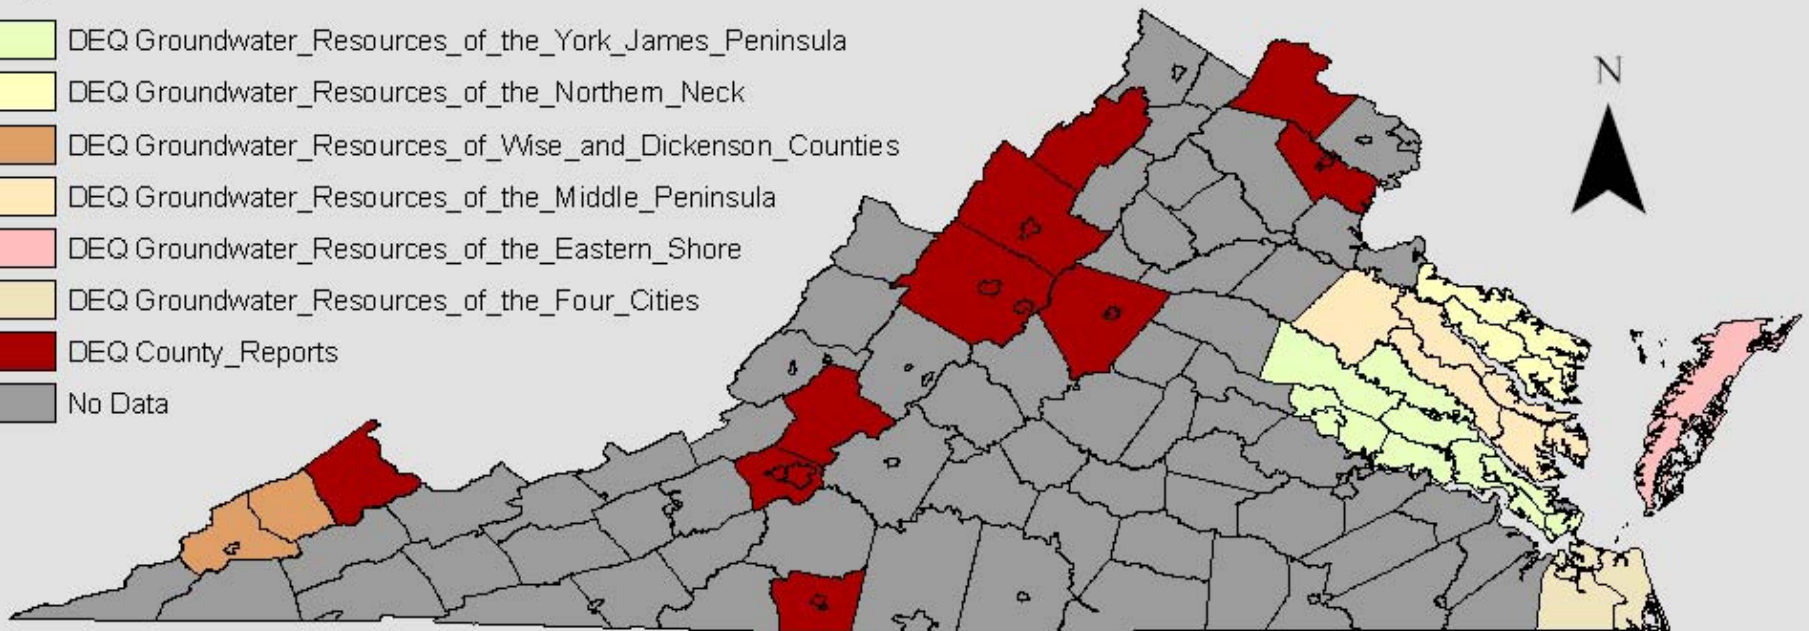 DEQ Groundwater_Resources_of_the_York_James_Peninsula
DEQ Groundwater_Resources_of_the_Northern_Neck
DEQ Groundwater_Resources_of_Wise_and_Dickenson_Counties
DEQ Groundwater_Resources_of_the_Middle_Peninsula
DEQ Groundwater_Resources_of_the_Eastern_Shore
DEQ Groundwater_Resources_of_the_Four_Cities
DEQ County_Reports
No Data
N